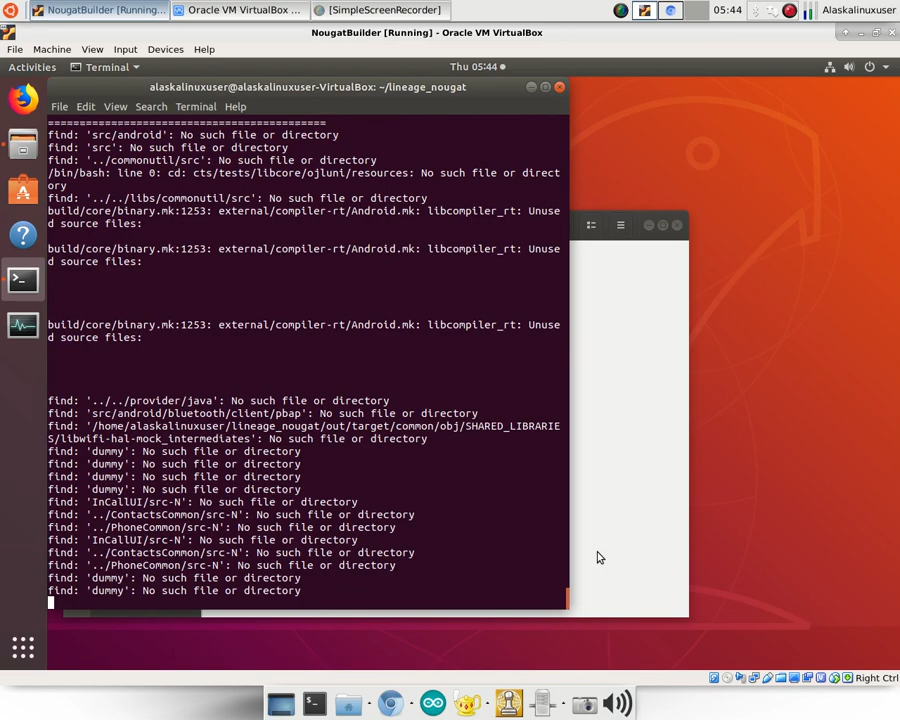 NougatBuilder [Running...
Oracle VM VirtualBox ...
[SimpleScreenRecorder]
05:44
Alaskalinuxuser
NougatBuilder [Running] - Oracle VM VirtualBox
File Machine View Input Devices Help
Activities
Terminal
Thu 05:44
alaskalinuxuser@alaskalinuxuser-VirtualBox: ~/lineage_nougat
File Edit View Search Terminal Help
============================================
find: 'src/android': No such file or directory
find: 'src': No such file or directory
find: '../commonutil/src': No such file or directory
/bin/bash: line 0: cd: cts/tests/libcore/ojluni/resources: No such file or direct
ory
find: '../../libs/commonutil/src': No such file or directory
build/core/binary.mk:1253: external/compiler-rt/Android.mk: libcompiler_rt: Unuse
d source files:
build/core/binary.mk:1253: external/compiler-rt/Android.mk: libcompiler_rt: Unuse
d source files:
build/core/binary.mk:1253: external/compiler-rt/Android.mk: libcompiler_rt: Unuse
d source files:
find: '../../provider/java': No such file or directory
find: 'src/android/bluetooth/client/pbap': No such file or directory
find: '/home/alaskalinuxuser/lineage_nougat/out/target/common/obj/SHARED_LIBRARIE
S/libwifi-hal-mock_intermediates': No such file or directory
find: 'dummy': No such file or directory
find: 'dummy': No such file or directory
find: 'dummy': No such file or directory
find: 'dummy': No such file or directory
find: 'InCallUI/src-N': No such file or directory
find: '../ContactsCommon/src-N': No such file or directory
find: '../PhoneCommon/src-N': No such file or directory
find: 'InCallUI/src-N': No such file or directory
find: '../ContactsCommon/src-N': No such file or directory
find: '../PhoneCommon/src-N': No such file or directory
find: 'dummy': No such file or directory
find: 'dummy': No such file or directory
Right Ctrl